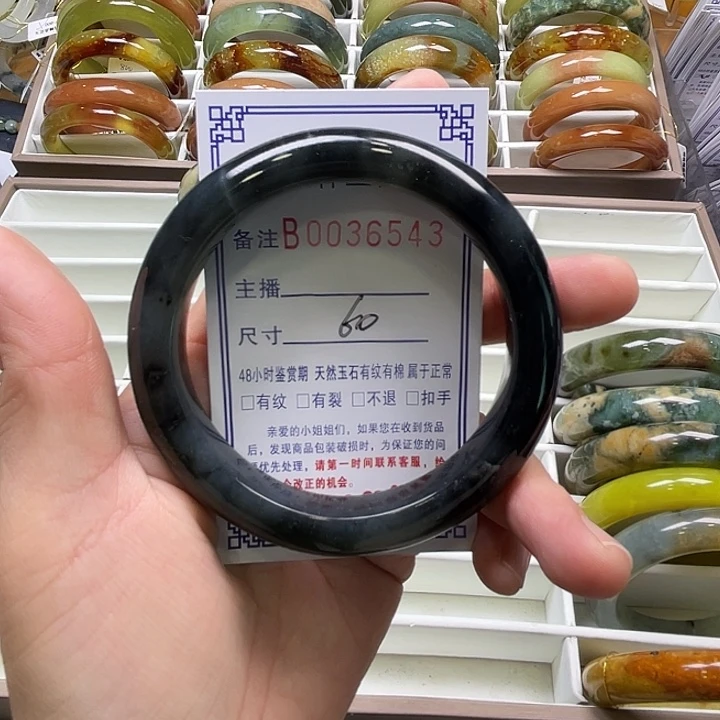 备注B0036543
主播
尺寸 60
48小时鉴赏期 天然玉石有纹有棉属于正常
□有纹 □有裂 □不退 □扣手
亲爱的小姐姐们，如果您在收到货品
后，发现商品包装破损时，为保证您的问
优先处理，请第一时间联系客服，给
会改正的机会。